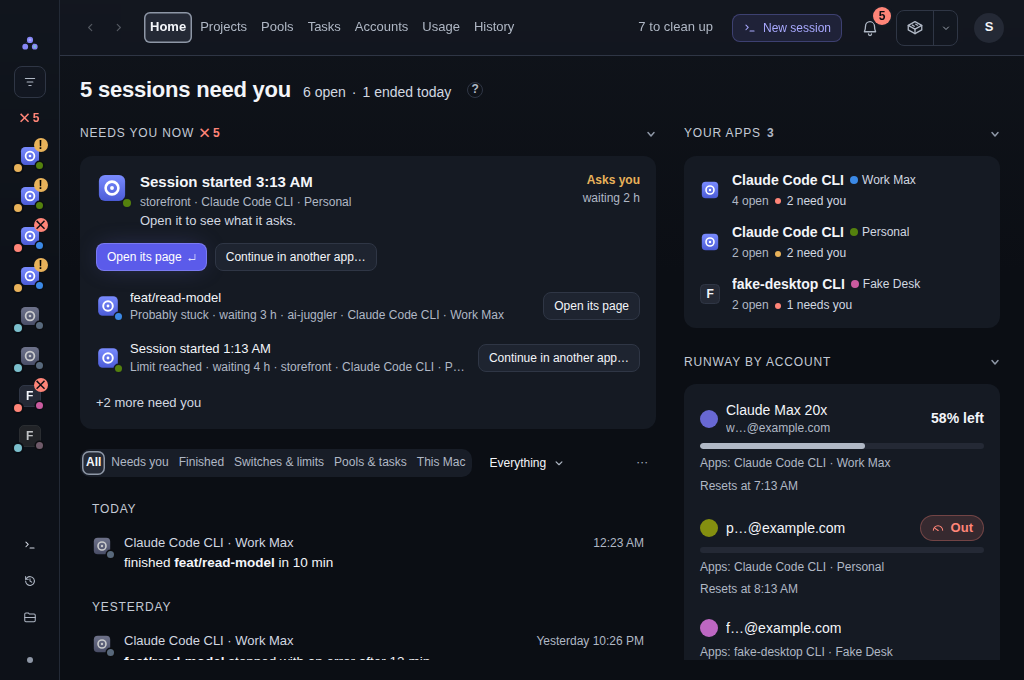 Home Projects Pools Tasks Accounts Usage History 7 to clean up New session 5 S
5
!
!
!
F
F
5 sessions need you 6 open · 1 ended today ?
NEEDS YOU NOW 5
Session started 3:13 AM Asks you
storefront · Claude Code CLI · Personal waiting 2 h
Open it to see what it asks.
Open its page Continue in another app…
feat/read-model
Probably stuck · waiting 3 h · ai-juggler · Claude Code CLI · Work Max Open its page
Session started 1:13 AM
Limit reached · waiting 4 h · storefront · Claude Code CLI · P… Continue in another app…
+2 more need you
All Needs you Finished Switches & limits Pools & tasks This Mac Everything ···
TODAY
Claude Code CLI · Work Max 12:23 AM
finished feat/read-model in 10 min
YESTERDAY
Claude Code CLI · Work Max Yesterday 10:26 PM
feat/read-model stopped with an error after 12 min
YOUR APPS 3
Claude Code CLI Work Max
4 open 2 need you
Claude Code CLI Personal
2 open 2 need you
F fake-desktop CLI Fake Desk
2 open 1 needs you
RUNWAY BY ACCOUNT
Claude Max 20x 58% left
w…@example.com
Apps: Claude Code CLI · Work Max
Resets at 7:13 AM
p…@example.com Out
Apps: Claude Code CLI · Personal
Resets at 8:13 AM
f…@example.com
Apps: fake-desktop CLI · Fake Desk